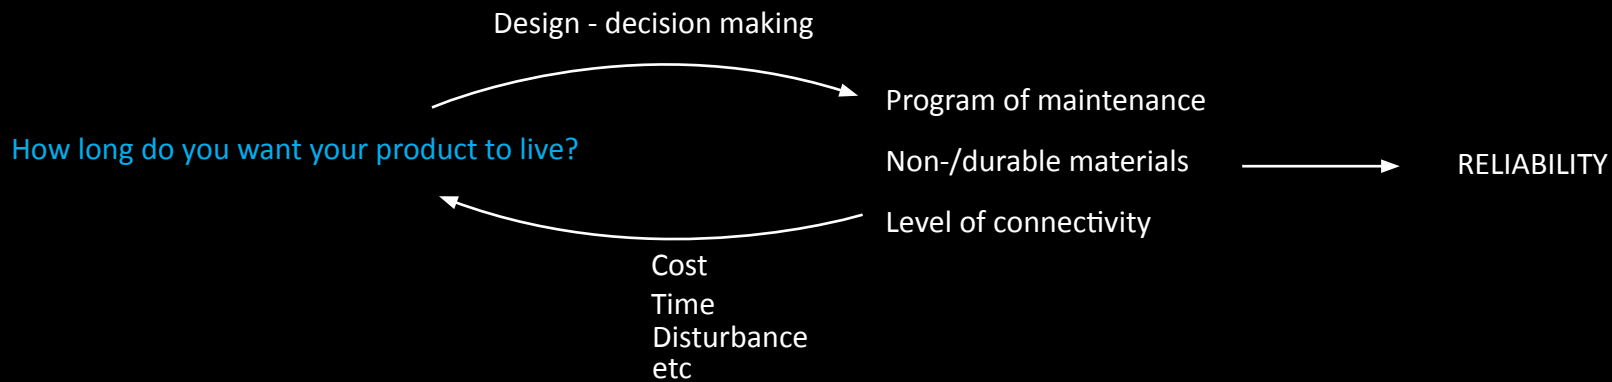 Design - decision making
Program of maintenance
How long do you want your product to live?
Non-/durable materials
RELIABILITY
Level of connectivity
Cost
Time
Disturbance
etc